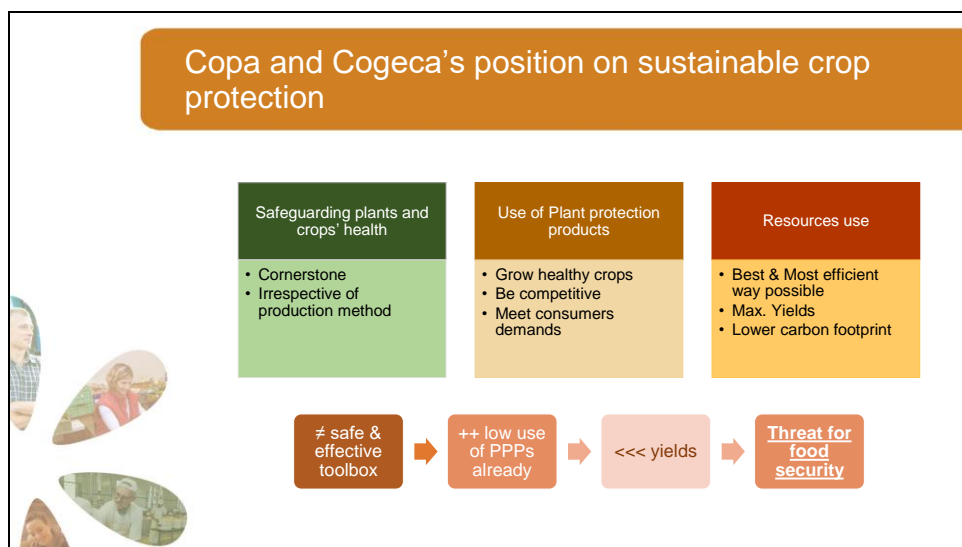 Copa and Cogeca's position on sustainable crop
protection
Safeguarding plants and
crops' health
• Cornerstone
• Irrespective of
production method
Use of Plant protection
products
• Grow healthy crops
• Be competitive
• Meet consumers
demands
Resources use
• Best & Most efficient
way possible
• Max. Yields
• Lower carbon footprint
≠ safe &
effective
toolbox
++ low use
of PPPs
already
<<< yields
Threat for
food
security